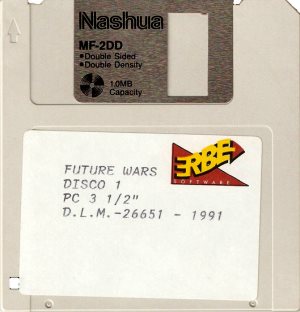 Nashua
MF-2DD
•Double Sided
•Double Density
1.0MB
Capacity
ERBE
SOFTWARE
FUTURE WARS
DISCO 1
PC 3 1/2"
D.L.M.-26651 - 1991